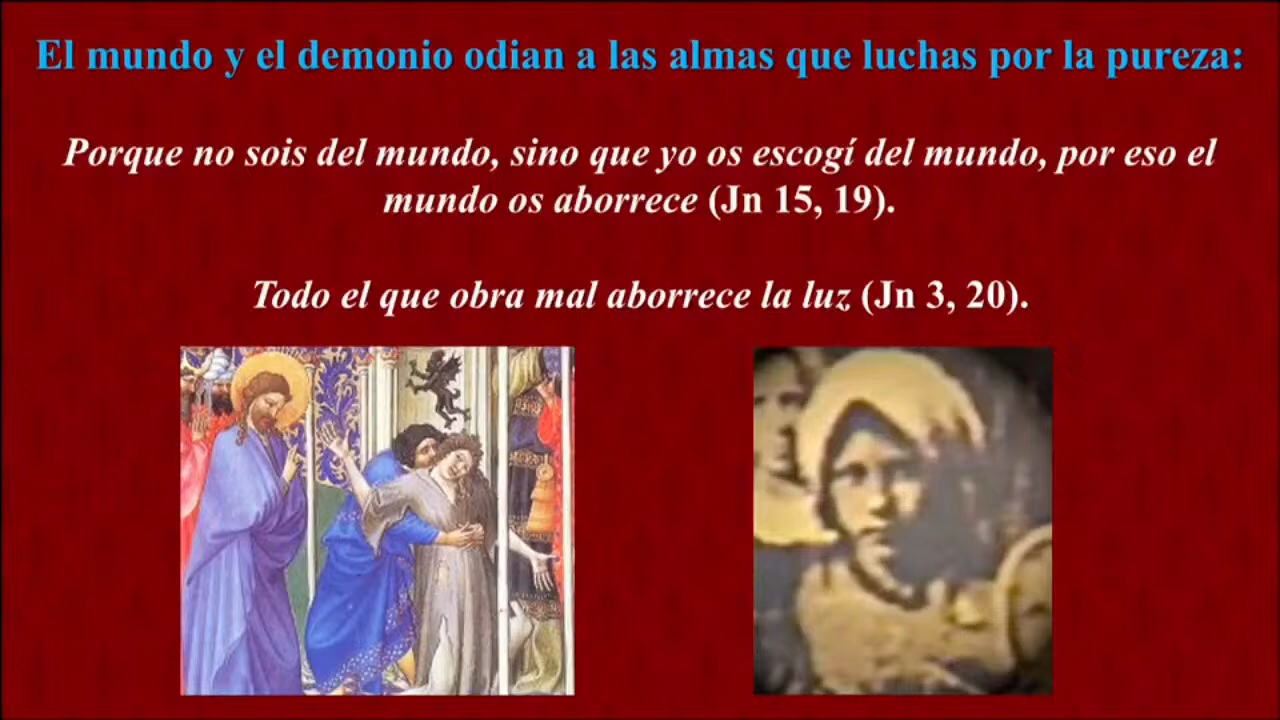 El mundo y el demonio odian a las almas que luchas por la pureza:
Porque no sois del mundo, sino que yo os escogí del mundo, por eso el
mundo os aborrece (Jn 15, 19).
Todo el que obra mal aborrece la luz (Jn 3, 20).